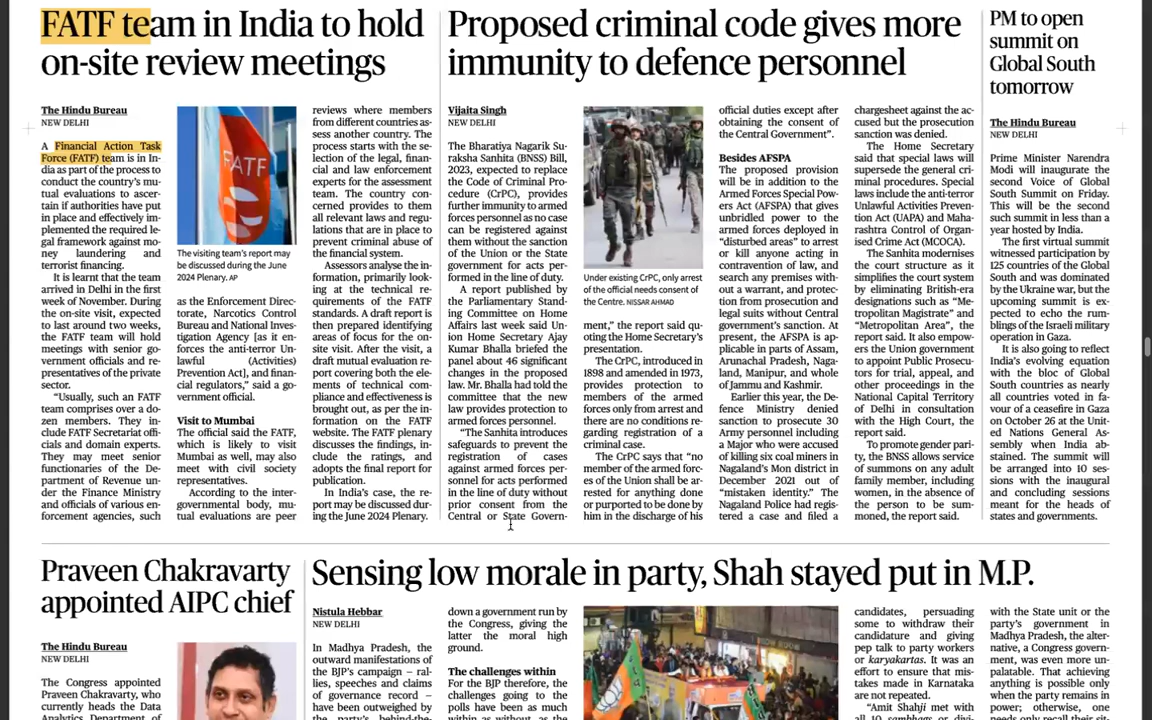 FATF team in India to hold
on-site review meetings
The Hindu Bureau
NEW DELHI
A Financial Action Task
Force (FATF) team is in In-
dia as part of the process to
conduct the country's mu-
tual evaluations to ascer-
tain if authorities have put
in place and effectively im-
plemented the required le-
gal framework against mo-
ney laundering and
terrorist financing.
It is learnt that the team
arrived in Delhi in the first
week of November. During
the on-site visit, expected
to last around two weeks,
the FATF team will hold
meetings with senior go-
vernment officials and re-
presentatives of the private
sector.
"Usually, such an FATF
team comprises over a do-
zen members. They in-
clude FATF Secretariat offi-
cials and domain experts.
They may meet senior
functionaries of the De-
partment of Revenue un-
der the Finance Ministry
and officials of various en-
forcement agencies, such
FATF
The visiting team's report may
be discussed during the June
2024 Plenary. AP
as the Enforcement Direc-
torate, Narcotics Control
Bureau and National Inves-
tigation Agency [as it en-
forces the anti-terror Un-
lawful (Activities)
Prevention Act], and finan-
cial regulators," said a go-
vernment official.
Visit to Mumbai
The official said the FATF,
which is likely to visit
Mumbai as well, may also
meet with civil society
representatives.
According to the inter-
governmental body, mu-
tual evaluations are peer
reviews where members
from different countries as-
sess another country. The
process starts with the se-
lection of the legal, finan-
cial and law enforcement
experts for the assessment
team. The country con-
cerned provides to them
all relevant laws and regu-
lations that are in place to
prevent criminal abuse of
the financial system.
Assessors analyse the in-
formation, primarily look-
ing at the technical re-
quirements of the FATF
standards. A draft report is
then prepared identifying
areas of focus for the on-
site visit. After the visit, a
draft mutual evaluation re-
port covering both the ele-
ments of technical com-
pliance and effectiveness is
brought out, as per the in-
formation on the FATF
website. The FATF plenary
discusses the findings, in-
clude the ratings, and
adopts the final report for
publication.
In India's case, the re-
port may be discussed dur-
ing the June 2024 Plenary.
Proposed criminal code gives more
immunity to defence personnel
Vijaita Singh
NEW DELHI
The Bharatiya Nagarik Su-
raksha Sanhita (BNSS) Bill,
2023, expected to replace
the Code of Criminal Pro-
cedure (CrPC), provides
further immunity to armed
forces personnel as no case
can be registered against
them without the sanction
of the Union or the State
government for acts per-
formed in the line of duty.
A report published by
the Parliamentary Stand-
ing Committee on Home
Affairs last week said Un-
ion Home Secretary Ajay
Kumar Bhalla briefed the
panel about 46 significant
changes in the proposed
law. Mr. Bhalla had told the
committee that the new
law provides protection to
armed forces personnel.
"The Sanhita introduces
safeguards to prevent the
registration of cases
against armed forces per-
sonnel for acts performed
in the line of duty without
prior consent from the
Central or State Govern-
Under existing CrPC, only arrest
of the official needs consent of
the Centre. NISSAR AHMAD
ment," the report said qu-
oting the Home Secretary's
presentation.
The CrPC, introduced in
1898 and amended in 1973,
provides protection to
members of the armed
forces only from arrest and
there are no conditions re-
garding registration of a
criminal case.
The CrPC says that "no
member of the armed forc-
es of the Union shall be ar-
rested for anything done
or purported to be done by
him in the discharge of his
official duties except after
obtaining the consent of
the Central Government".
Besides AFSPA
The proposed provision
will be in addition to the
Armed Forces Special Pow-
ers Act (AFSPA) that gives
unbridled power to the
armed forces deployed in
"disturbed areas" to arrest
or kill anyone acting in
contravention of law, and
search any premises with-
out a warrant, and protec-
tion from prosecution and
legal suits without Central
government's sanction. At
present, the AFSPA is ap-
plicable in parts of Assam,
Arunachal Pradesh, Naga-
land, Manipur, and whole
of Jammu and Kashmir.
Earlier this year, the De-
fence Ministry denied
sanction to prosecute 30
Army personnel including
a Major who were accused
of killing six coal miners in
Nagaland's Mon district in
December 2021 out of
"mistaken identity." The
Nagaland Police had regis-
tered a case and filed a
chargesheet against the ac-
cused but the prosecution
sanction was denied.
The Home Secretary
said that special laws will
supersede the general cri-
minal procedures. Special
laws include the anti-terror
Unlawful Activities Preven-
tion Act (UAPA) and Maha-
rashtra Control of Organ-
ised Crime Act (MCOCA).
The Sanhita modernises
the court structure as it
simplifies the court system
by eliminating British-era
designations such as "Me-
tropolitan Magistrate" and
"Metropolitan Area", the
report said. It also empow-
ers the Union government
to appoint Public Prosecu-
tors for trial, appeal, and
other proceedings in the
National Capital Territory
of Delhi in consultation
with the High Court, the
report said.
To promote gender pari-
ty, the BNSS allows service
of summons on any adult
family member, including
women, in the absence of
the person to be sum-
moned, the report said.
PM to open
summit on
Global South
tomorrow
The Hindu Bureau
NEW DELHI
Prime Minister Narendra
Modi will inaugurate the
second Voice of Global
South Summit on Friday.
This will be the second
such summit in less than a
year hosted by India.
The first virtual summit
witnessed participation by
125 countries of the Global
South and was dominated
by the Ukraine war, but the
upcoming summit is ex-
pected to echo the rum-
blings of the Israeli military
operation in Gaza.
It is also going to reflect
India's evolving equation
with the bloc of Global
South countries as nearly
all countries voted in fa-
vour of a ceasefire in Gaza
on October 26 at the Unit-
ed Nations General As-
sembly when India ab-
stained. The summit will
be arranged into 10 ses-
sions with the inaugural
and concluding sessions
meant for the heads of
states and governments.
Praveen Chakravarty
appointed AIPC chief
The Hindu Bureau
NEW DELHI
The Congress appointed
Praveen Chakravarty, who
currently heads the Data
Analytics Department of
Sensing low morale in party, Shah stayed put in M.P.
Nistula Hebbar
NEW DELHI
In Madhya Pradesh, the
outward manifestations of
the BJP's campaign – ral-
lies, speeches and claims
of governance record –
have been outweighed by
the party's behind-the-
down a government run by
the Congress, giving the
latter the moral high
ground.
The challenges within
For the BJP therefore, the
challenges going to the
polls have been as much
within as without, as the
candidates, persuading
some to withdraw their
candidature and giving
pep talk to party workers
or karyakartas. It was an
effort to ensure that mis-
takes made in Karnataka
are not repeated.
"Amit Shahji met with
all 10 sambhags or divi-
with the State unit or the
party's government in
Madhya Pradesh, the alter-
native, a Congress govern-
ment, was even more un-
palatable. That achieving
anything is possible only
when the party remains in
power; otherwise, one
needs only recall their sit-